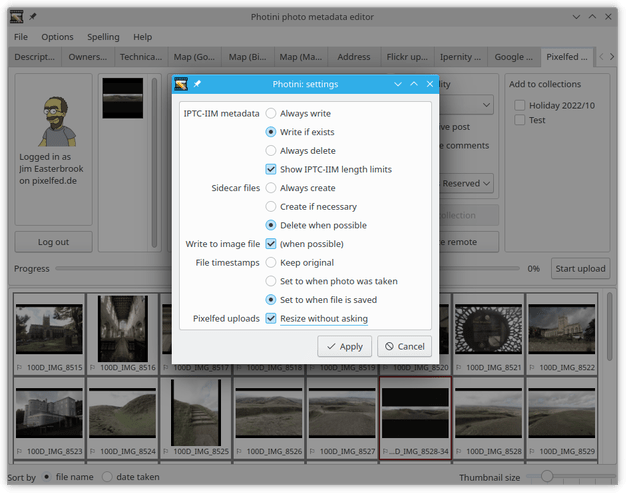 Photini photo metadata editor
File Options Spelling Help
Descript... Owners... Technica... Map (Go... Map (Bi... Map (Ma... Address Flickr up... Ipernity ... Google ... Pixelfed ...
Photini: settings
Logged in as
Jim Easterbrook
on pixelfed.de
Log out
IPTC-IIM metadata Always write
Write if exists
Always delete
Show IPTC-IIM length limits
Sidecar files Always create
Create if necessary
Delete when possible
Write to image file (when possible)
File timestamps Keep original
Set to when photo was taken
Set to when file is saved
Pixelfed uploads Resize without asking
Apply Cancel
post
comments
Reserved
remote
Add to collections
Holiday 2022/10
Test
Progress 0% Start upload
100D_IMG_8515 100D_IMG_8516 100D_IMG_8517 100D_IMG_8520 100D_IMG_8521 100D_IMG_8522
100D_IMG_8523 100D_IMG_8524 100D_IMG_8525 100D_IMG_8526 100D_IMG_8527 ...D_IMG_8528-34 100D_IMG_8528 100D_IMG_8529
Sort by file name date taken Thumbnail size